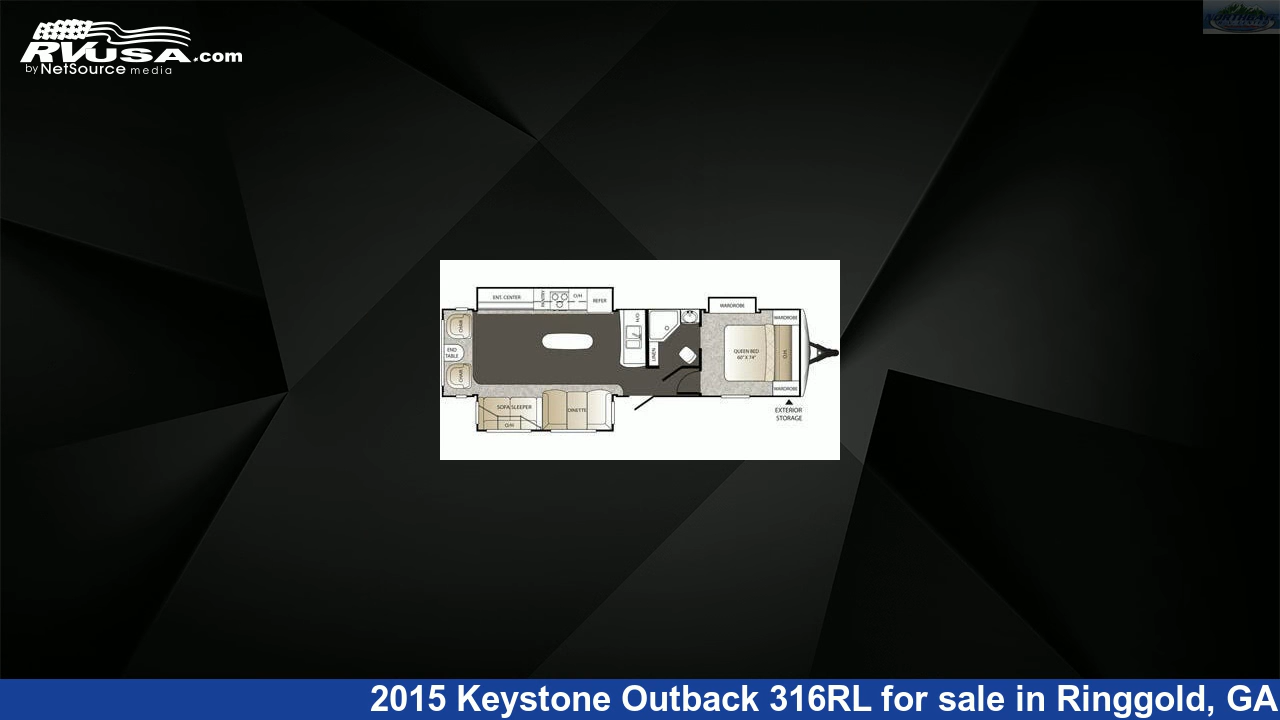 RVUSA.com
by NetSource media
ENT. CENTER
PANTRY
O/H
REFER
WARDROBE
CHAIR
END
TABLE
CHAIR
O/H
LINEN
WARDROBE
QUEEN BED
60" X 74"
O/H
WARDROBE
SOFA/SLEEPER
O/H
DINETTE
EXTERIOR
STORAGE
2015 Keystone Outback 316RL for sale in Ringgold, GA